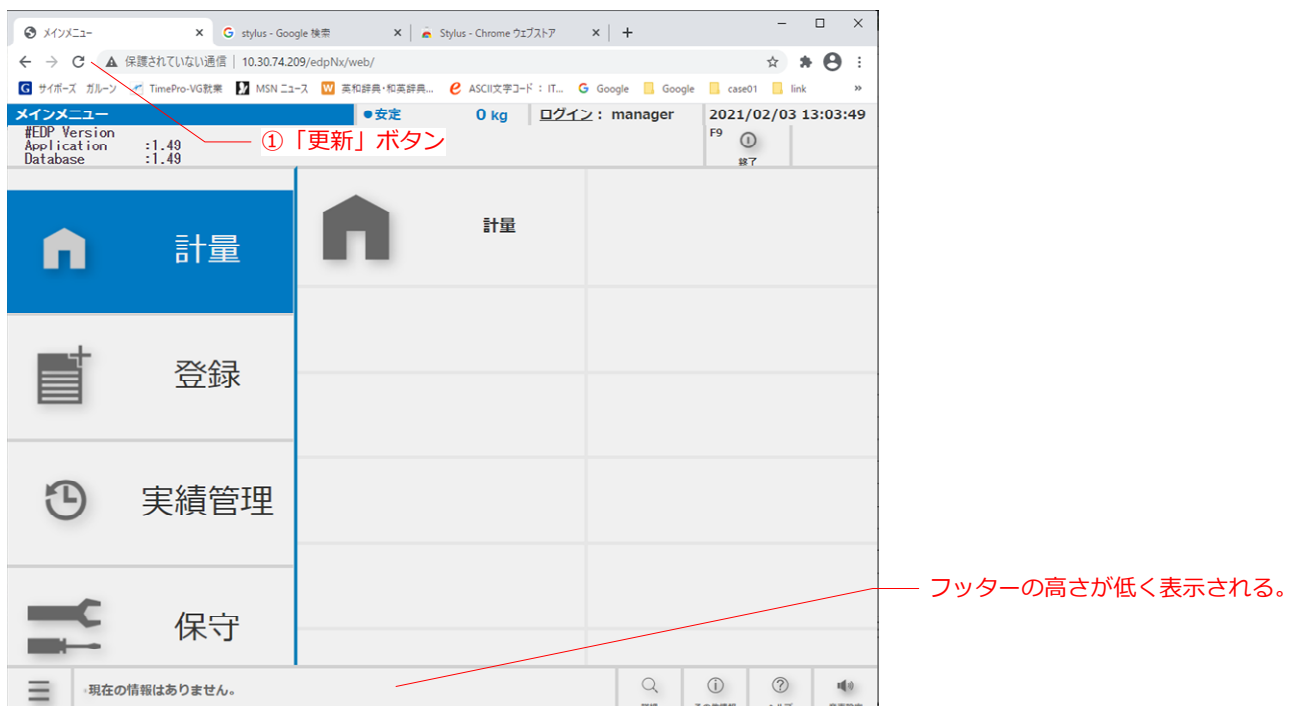 メインメニュー
stylus - Google 検索
Stylus - Chrome ウェブストア
保護されていない通信 | 10.30.74.209/edpNx/web/
サイボーズ ガルーン TimePro-VG就業 MSN ニュース 英和辞典・和英辞典... ASCII文字コード : IT... Google Google case01 link »
メインメニュー 安定 0 kg ログイン : manager 2021/02/03 13:03:49
#EDP Version
Application :1.49
Database :1.49
F9
終了
①「更新」ボタン
計量
計量
登録
実績管理
保守
フッターの高さが低く表示される。
現在の情報はありません。